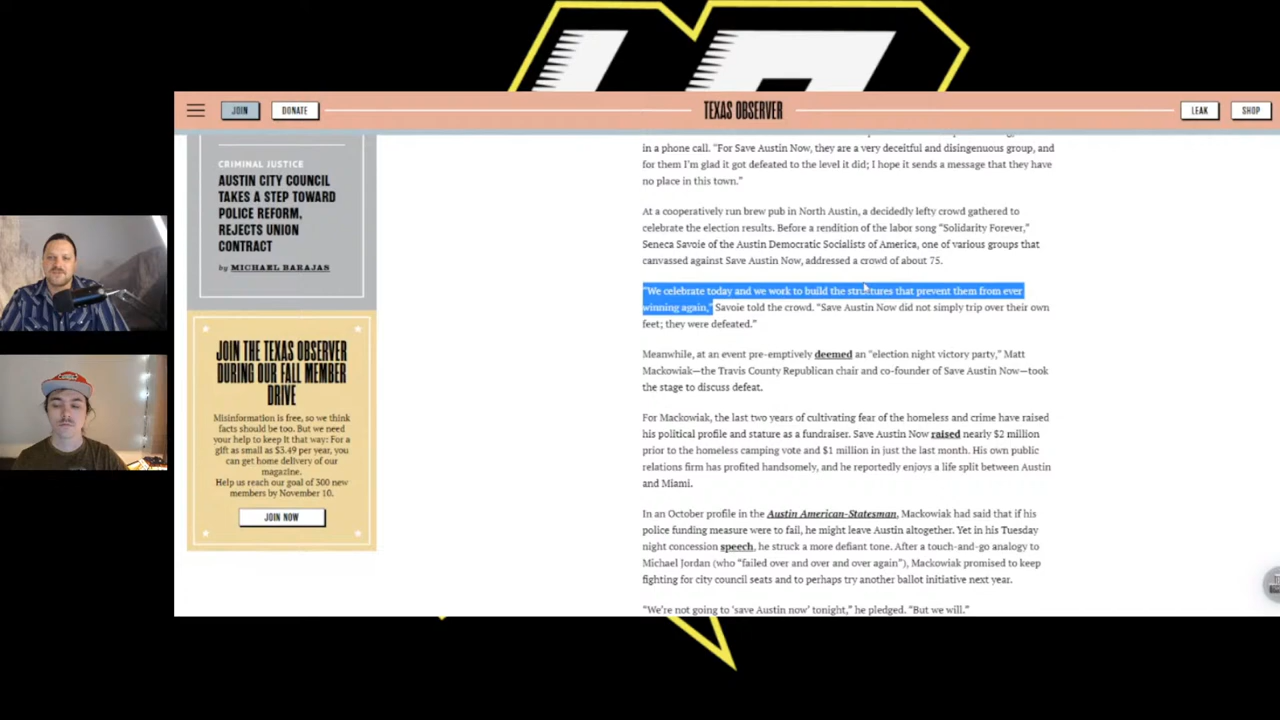 JOIN
DONATE
TEXAS OBSERVER
LEAK
SHOP
CRIMINAL JUSTICE
AUSTIN CITY COUNCIL
TAKES A STEP TOWARD
POLICE REFORM,
REJECTS UNION
CONTRACT
by MICHAEL BARAJAS
JOIN THE TEXAS OBSERVER
DURING OUR FALL MEMBER
DRIVE
Misinformation is free, so we think
facts should be too. But we need
your help to keep it that way: For a
gift as small as $3.49 per year, you
can get home delivery of our
magazine.
Help us reach our goal of 300 new
members by November 10.
JOIN NOW
in a phone call. “For Save Austin Now, they are a very deceitful and disingenuous group, and
for them I’m glad it got defeated to the level it did; I hope it sends a message that they have
no place in this town.”
At a cooperatively run brew pub in North Austin, a decidedly lefty crowd gathered to
celebrate the election results. Before a rendition of the labor song “Solidarity Forever,”
Seneca Savoie of the Austin Democratic Socialists of America, one of various groups that
canvassed against Save Austin Now, addressed a crowd of about 75.
“We celebrate today and we work to build the structures that prevent them from ever
winning again,” Savoie told the crowd. “Save Austin Now did not simply trip over their own
feet; they were defeated.”
Meanwhile, at an event pre-emptively deemed an “election night victory party,” Matt
Mackowiak—the Travis County Republican chair and co-founder of Save Austin Now—took
the stage to discuss defeat.
For Mackowiak, the last two years of cultivating fear of the homeless and crime have raised
his political profile and stature as a fundraiser. Save Austin Now raised nearly $2 million
prior to the homeless camping vote and $1 million in just the last month. His own public
relations firm has profited handsomely, and he reportedly enjoys a life split between Austin
and Miami.
In an October profile in the Austin American-Statesman, Mackowiak had said that if his
police funding measure were to fail, he might leave Austin altogether. Yet in his Tuesday
night concession speech, he struck a more defiant tone. After a touch-and-go analogy to
Michael Jordan (who “failed over and over and over again”), Mackowiak promised to keep
fighting for city council seats and to perhaps try another ballot initiative next year.
“We’re not going to ‘save Austin now’ tonight,” he pledged. “But we will.”